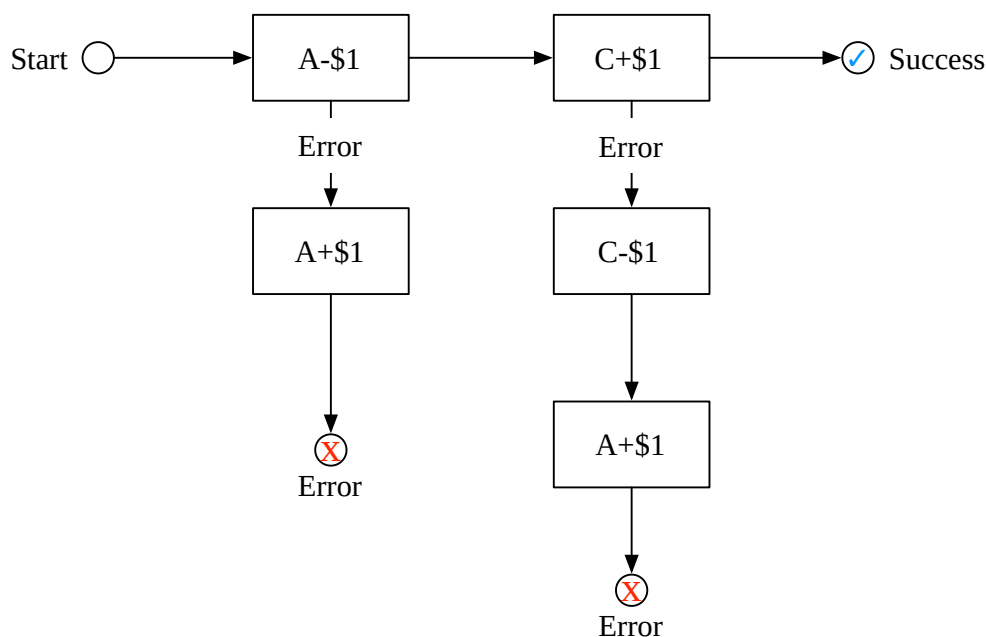 Start
A-$1
C+$1
✓
Success
Error
Error
A+$1
C-$1
A+$1
X
Error
X
Error